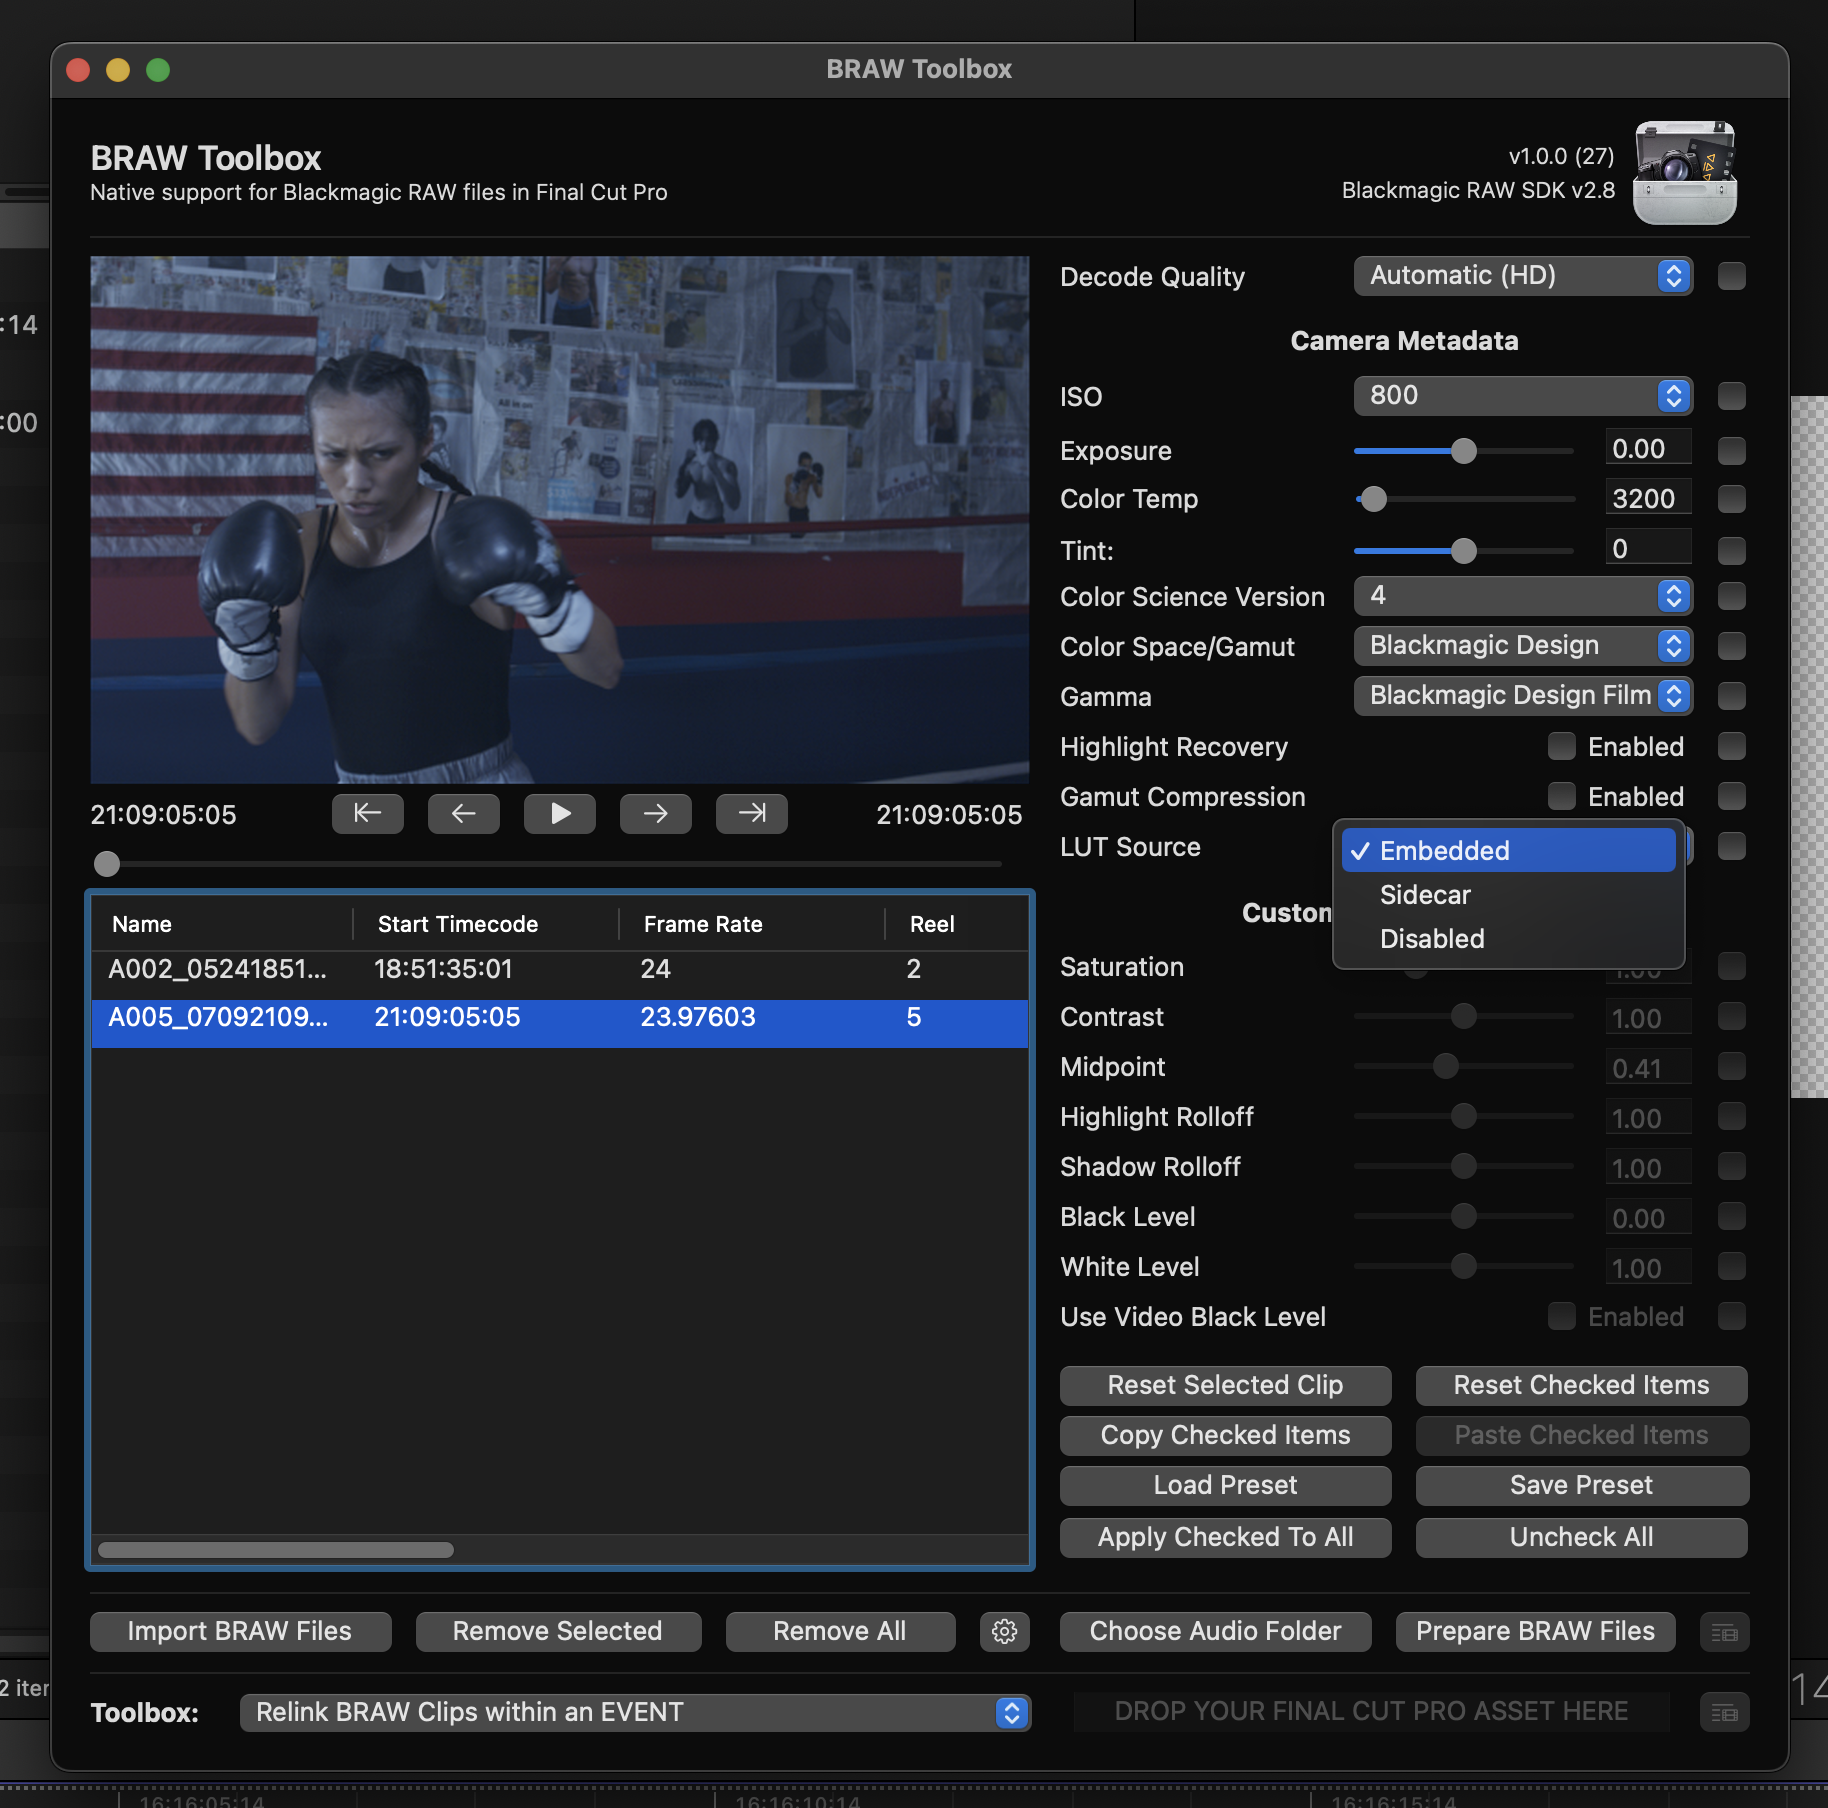 BRAW Toolbox
BRAW Toolbox
Native support for Blackmagic RAW files in Final Cut Pro
v1.0.0 (27)
Blackmagic RAW SDK v2.8
:14
:00
Decode Quality
Automatic (HD)
Camera Metadata
ISO
800
Exposure
0.00
Color Temp
3200
Tint:
0
Color Science Version
4
Color Space/Gamut
Blackmagic Design
Gamma
Blackmagic Design Film
Highlight Recovery
Enabled
Gamut Compression
Enabled
LUT Source
Embedded
Sidecar
Disabled
21:09:05:05
21:09:05:05
Name Start Timecode Frame Rate Reel
A002_05241851... 18:51:35:01 24 2
A005_07092109... 21:09:05:05 23.97603 5
Custom
Saturation
1.00
Contrast
1.00
Midpoint
0.41
Highlight Rolloff
1.00
Shadow Rolloff
1.00
Black Level
0.00
White Level
1.00
Use Video Black Level
Enabled
Reset Selected Clip
Reset Checked Items
Copy Checked Items
Paste Checked Items
Load Preset
Save Preset
Apply Checked To All
Uncheck All
Import BRAW Files
Remove Selected
Remove All
Choose Audio Folder
Prepare BRAW Files
2 iter
Toolbox:
Relink BRAW Clips within an EVENT
DROP YOUR FINAL CUT PRO ASSET HERE
14
16:16:05:14
16:16:10:14
16:16:15:14